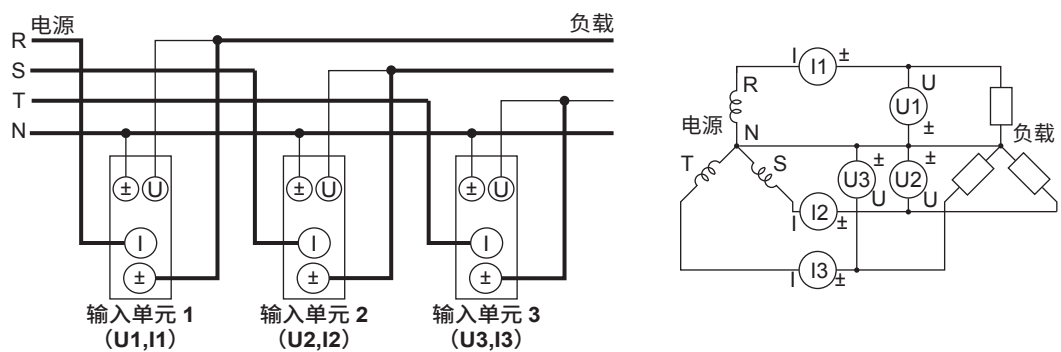 电源
负载
R
S
T
N
± U
± U
± U
I
I
I
±
±
±
输入单元 1
(U1,I1)
输入单元 2
(U2,I2)
输入单元 3
(U3,I3)
I I1 ±
R
U
U1
±
电源
N
负载
T
S
±
±
U3
U2
U
U
I I2 ±
I I3 ±